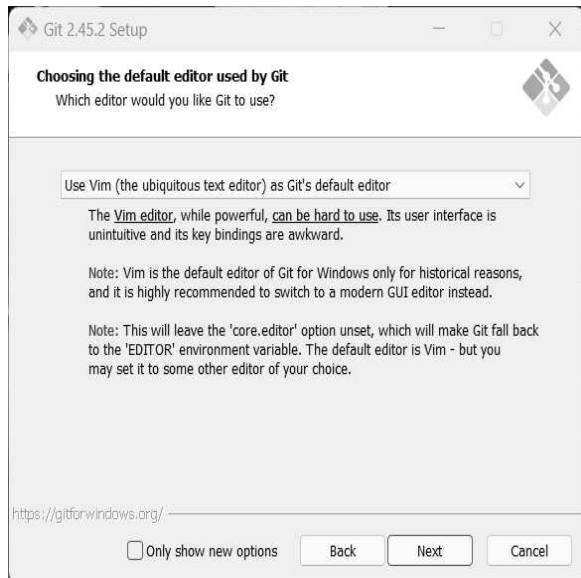 Git 2.45.2 Setup
Choosing the default editor used by Git
Which editor would you like Git to use?
Use Vim (the ubiquitous text editor) as Git's default editor
The Vim editor, while powerful, can be hard to use. Its user interface is
unintuitive and its key bindings are awkward.
Note: Vim is the default editor of Git for Windows only for historical reasons,
and it is highly recommended to switch to a modern GUI editor instead.
Note: This will leave the 'core.editor' option unset, which will make Git fall back
to the 'EDITOR' environment variable. The default editor is Vim - but you
may set it to some other editor of your choice.
https://gitforwindows.org/
Only show new options Back Next Cancel